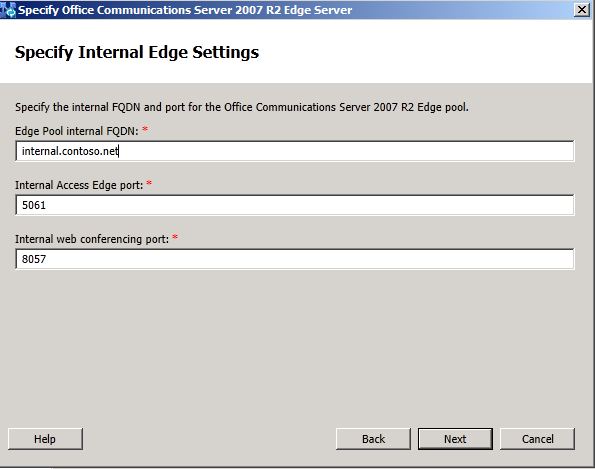 Specify Office Communications Server 2007 R2 Edge Server
Specify Internal Edge Settings
Specify the internal FQDN and port for the Office Communications Server 2007 R2 Edge pool.
Edge Pool internal FQDN: *
internal.contoso.net
Internal Access Edge port: *
5061
Internal web conferencing port: *
8057
Help Back Next Cancel